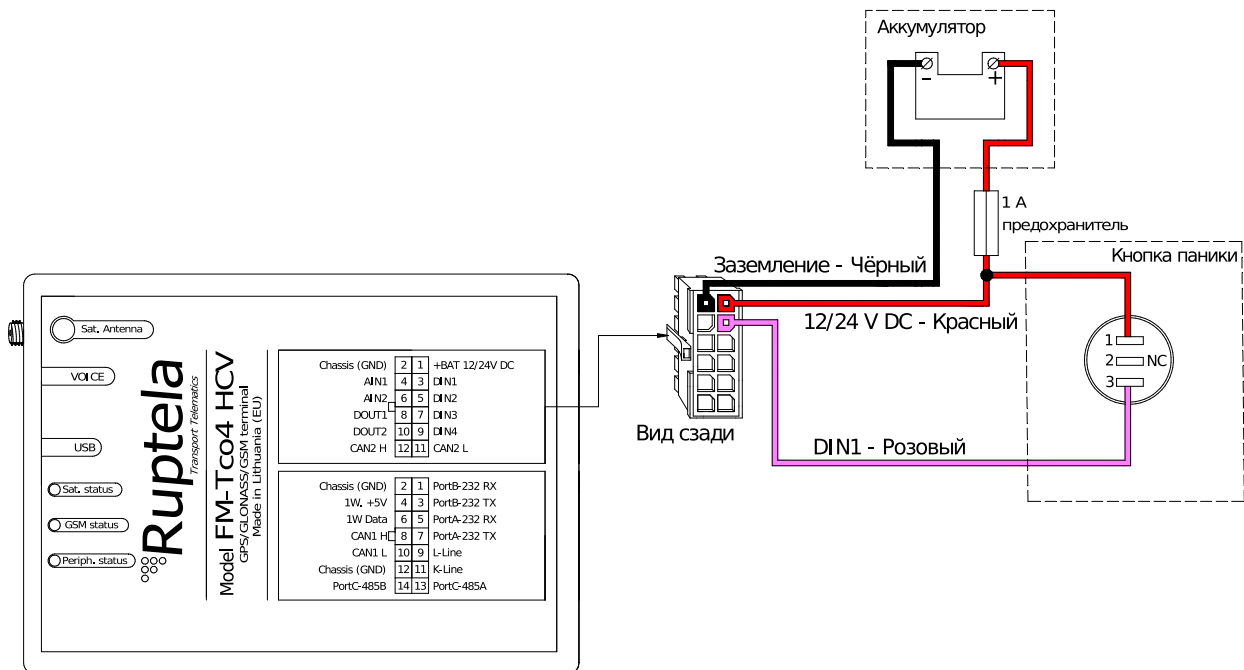 Аккумулятор
- +
1 А
предохранитель
Кнопка паники
Заземление - Чёрный
12/24 V DC - Красный
1
2 NC
3
Вид сзади
DIN1 - Розовый
Sat. Antenna
VOICE
USB
Sat. status
GSM status
Periph. status
Ruptela
Transport Telematics
Model FM-Tco4 HCV
GPS/GLONASS/GSM terminal
Made in Lithuania (EU)
Chassis (GND) 2 1 +BAT 12/24V DC
AIN1 4 3 DIN1
AIN2 6 5 DIN2
DOUT1 8 7 DIN3
DOUT2 10 9 DIN4
CAN2 H 12 11 CAN2 L
Chassis (GND) 2 1 PortB-232 RX
1W. +5V 4 3 PortB-232 TX
1W Data 6 5 PortA-232 RX
CAN1 H 8 7 PortA-232 TX
CAN1 L 10 9 L-Line
Chassis (GND) 12 11 K-Line
PortC-485B 14 13 PortC-485A